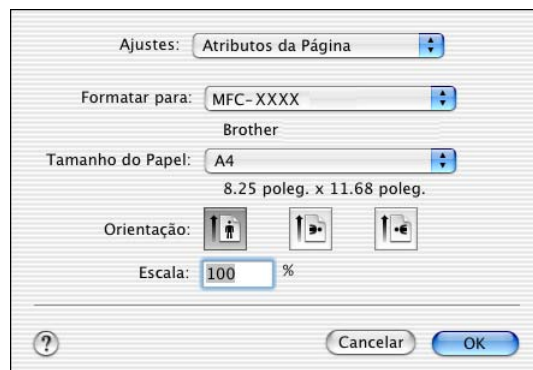 Ajustes: Atributos da Página
Formatar para: MFC-XXXX
Brother
Tamanho do Papel: A4
8.25 poleg. x 11.68 poleg.
Orientação:
Escala: 100 %
? Cancelar OK